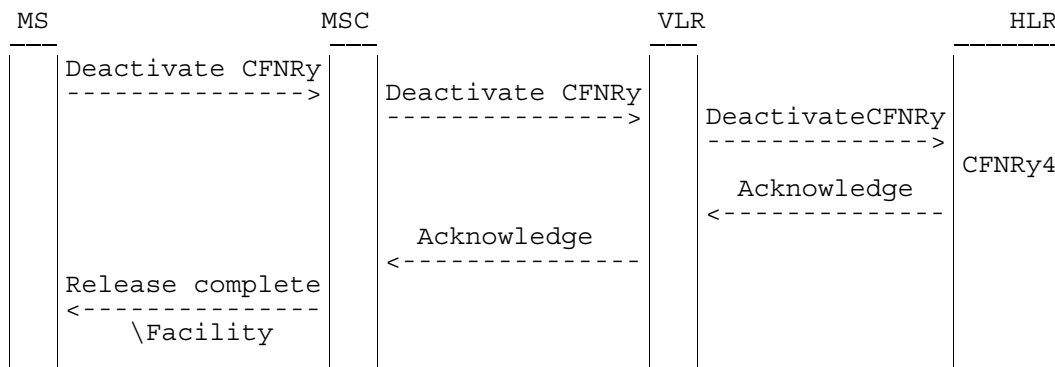 MS MSC VLR HLR
Deactivate CFNRy
Deactivate CFNRy
DeactivateCFNRy
CFNRy4
Acknowledge
Acknowledge
Release complete
\Facility